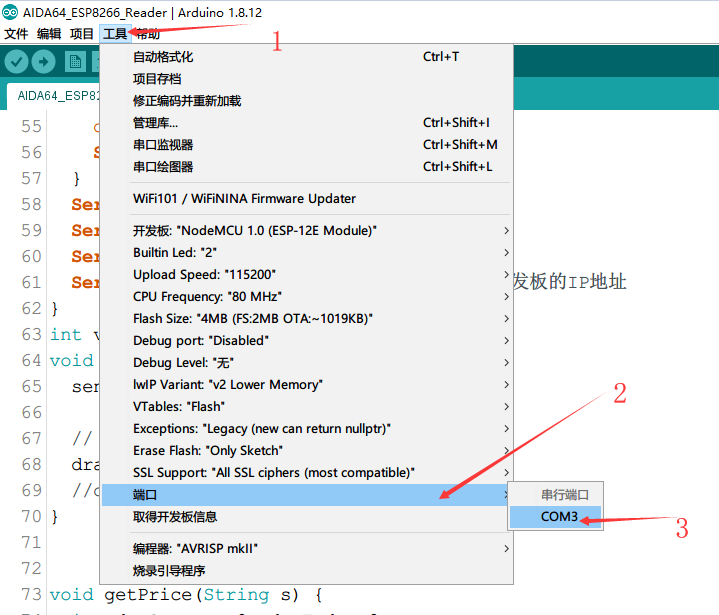 AIDA64_ESP8266_Reader | Arduino 1.8.12
文件 编辑 项目 工具 帮助
1
自动格式化 Ctrl+T
项目存档
修正编码并重新加载
管理库... Ctrl+Shift+I
串口监视器 Ctrl+Shift+M
串口绘图器 Ctrl+Shift+L
WiFi101 / WiFiNINA Firmware Updater
开发板: "NodeMCU 1.0 (ESP-12E Module)"
Builtin Led: "2"
Upload Speed: "115200"
CPU Frequency: "80 MHz"
Flash Size: "4MB (FS:2MB OTA:~1019KB)"
Debug port: "Disabled"
Debug Level: "无"
lwIP Variant: "v2 Lower Memory"
VTables: "Flash"
Exceptions: "Legacy (new can return nullptr)"
Erase Flash: "Only Sketch"
SSL Support: "All SSL ciphers (most compatible)"
端口
取得开发板信息
编程器: "AVRISP mkII"
烧录引导程序
2
串行端口
COM3
3
AIDA64_ESP82
55
56
57 }
58 Ser
59 Ser
60 Ser
61 Ser 发板的IP地址
62 }
63 int v
64 void
65 sen
66
67 //
68 dra
69 //d
70 }
71
72
73 void getPrice(String s) {